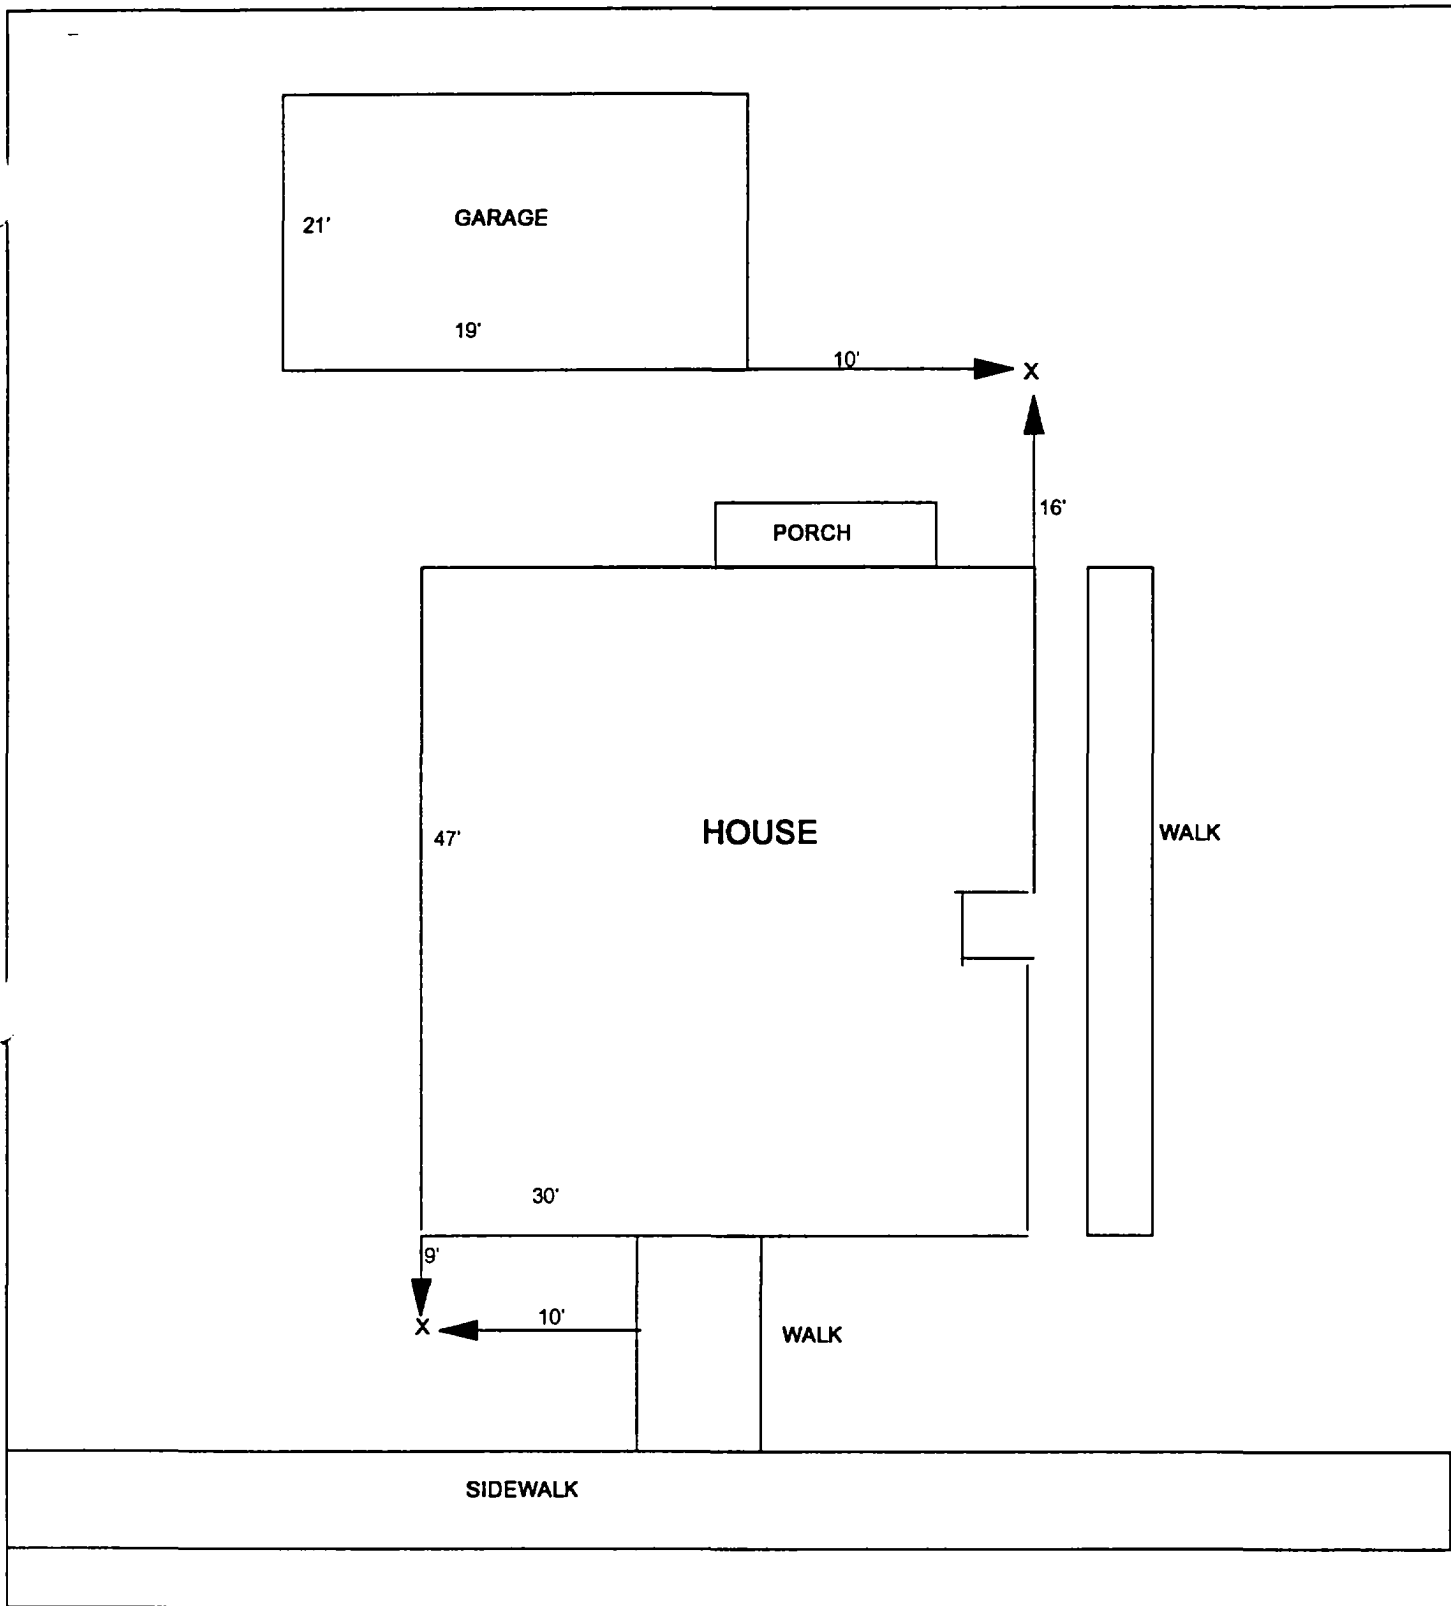 21'
GARAGE
19'
10'
X
16'
PORCH
47'
HOUSE
WALK
30'
9'
10'
X
WALK
SIDEWALK